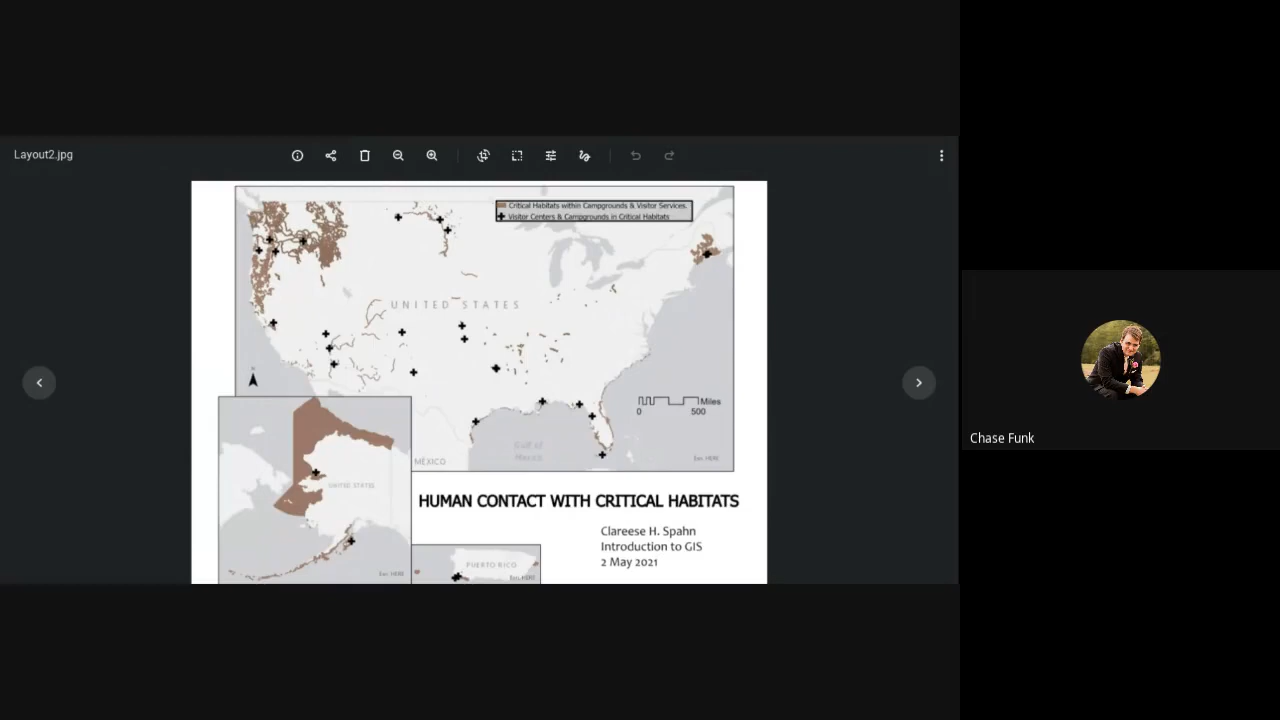 Layout2.jpg
Critical Habitats within Campgrounds & Visitor Services.
Visitor Centers & Campgrounds in Critical Habitats
UNITED STATES
N
Miles
0 500
Gulf of
Mexico
MÉXICO
Esri, HERE
UNITED STATES
Esri, HERE
HUMAN CONTACT WITH CRITICAL HABITATS
Clareese H. Spahn
Introduction to GIS
2 May 2021
PUERTO RICO
Esri, HERE
Chase Funk